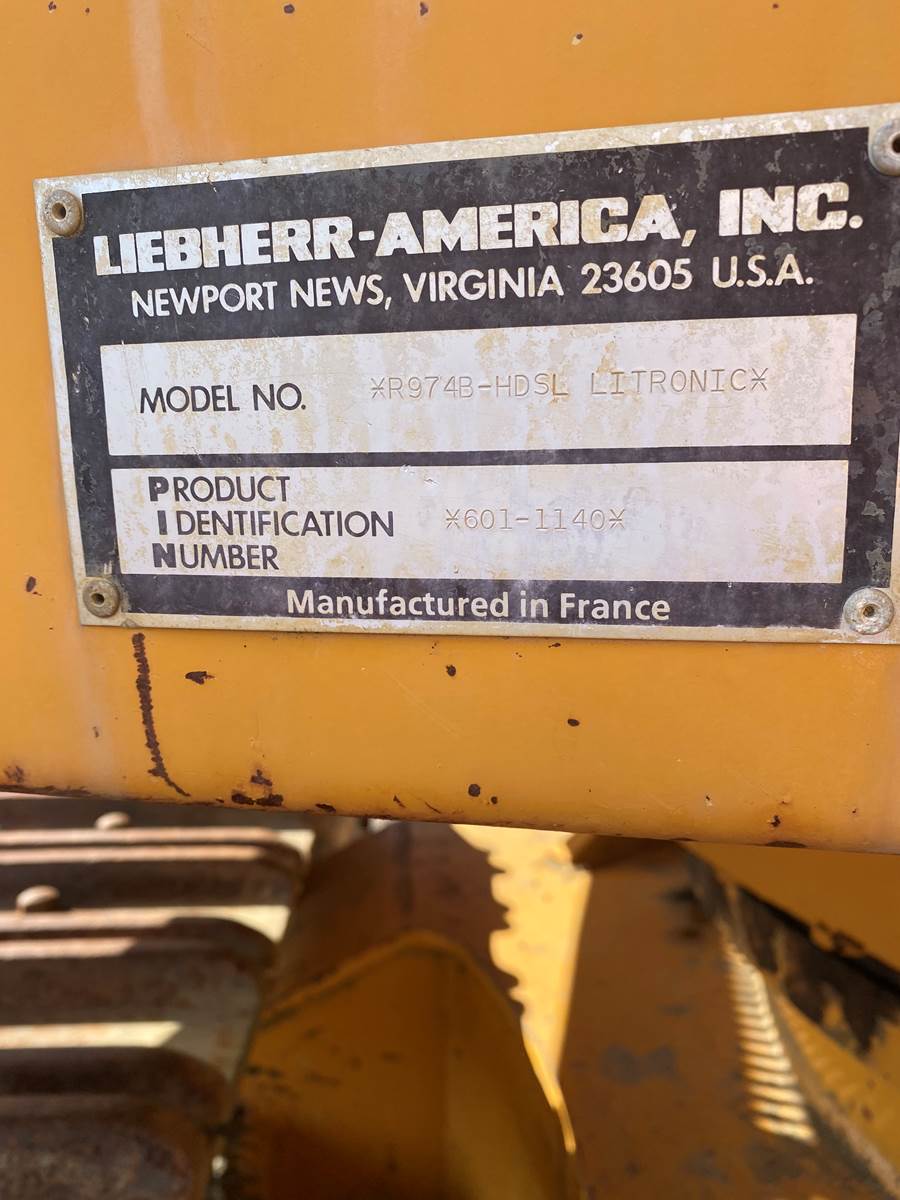 LIEBHERR-AMERICA, INC.
NEWPORT NEWS, VIRGINIA 23605 U.S.A.
MODEL NO. *R974B-HDSL LITRONIC*
PRODUCT
IDENTIFICATION *601-1140*
NUMBER
Manufactured in France